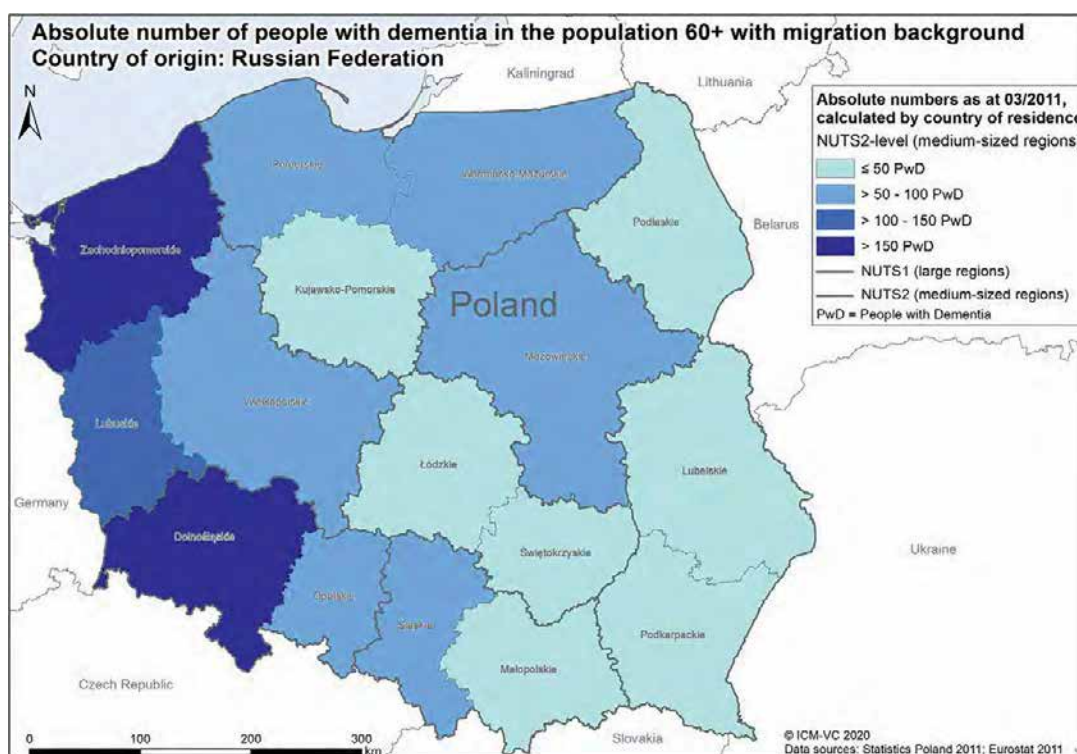 Absolute number of people with dementia in the population 60+ with migration background
Country of origin: Russian Federation
Kaliningrad
Lithuania
N
Absolute numbers as at 03/2011,
calculated by country of residence
NUTS2-level (medium-sized regions
≤ 50 PwD
> 50 - 100 PwD
> 100 - 150 PwD
> 150 PwD
NUTS1 (large regions)
NUTS2 (medium-sized regions)
PwD = People with Dementia
Pomorskie
Warmińsko-Mazurskie
Podlaskie
Belarus
Zachodniopomorskie
Kujawsko-Pomorskie
Poland
Mazowieckie
Wielkopolskie
Lubuskie
Łódzkie
Lubelskie
Germany
Dolnośląskie
Świętokrzyskie
Ukraine
Opolskie
Śląskie
Podkarpackie
Małopolskie
Czech Republic
Slovakia
0 100 200 300
km
© ICM-VC 2020
Data sources: Statistics Poland 2011; Eurostat 2011